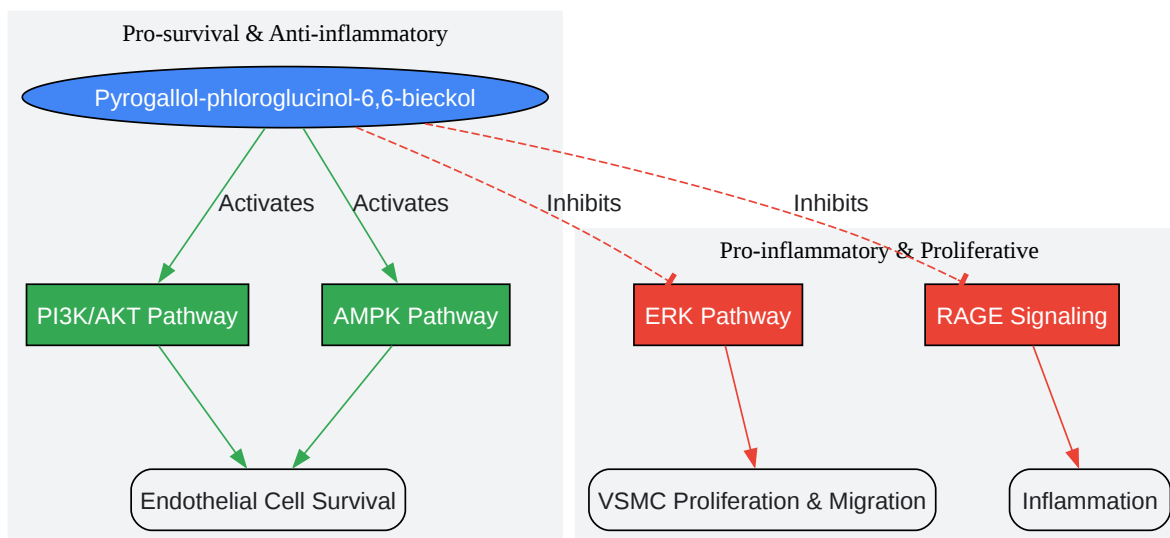 Pro-survival & Anti-inflammatory
Pyrogallol-phloroglucinol-6,6-bieckol
Activates
Activates
Inhibits
Inhibits
Pro-inflammatory & Proliferative
PI3K/AKT Pathway
AMPK Pathway
ERK Pathway
RAGE Signaling
Endothelial Cell Survival
VSMC Proliferation & Migration
Inflammation